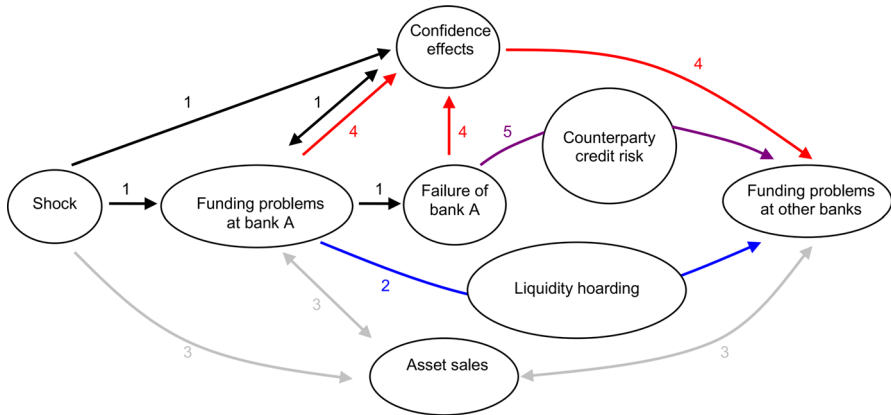 Confidence
effects
1
4
1
4
4
5
Counterparty
credit risk
1
Shock
Funding problems
at bank A
1
Failure of
bank A
Funding problems
at other banks
2
Liquidity hoarding
3
3
3
Asset sales